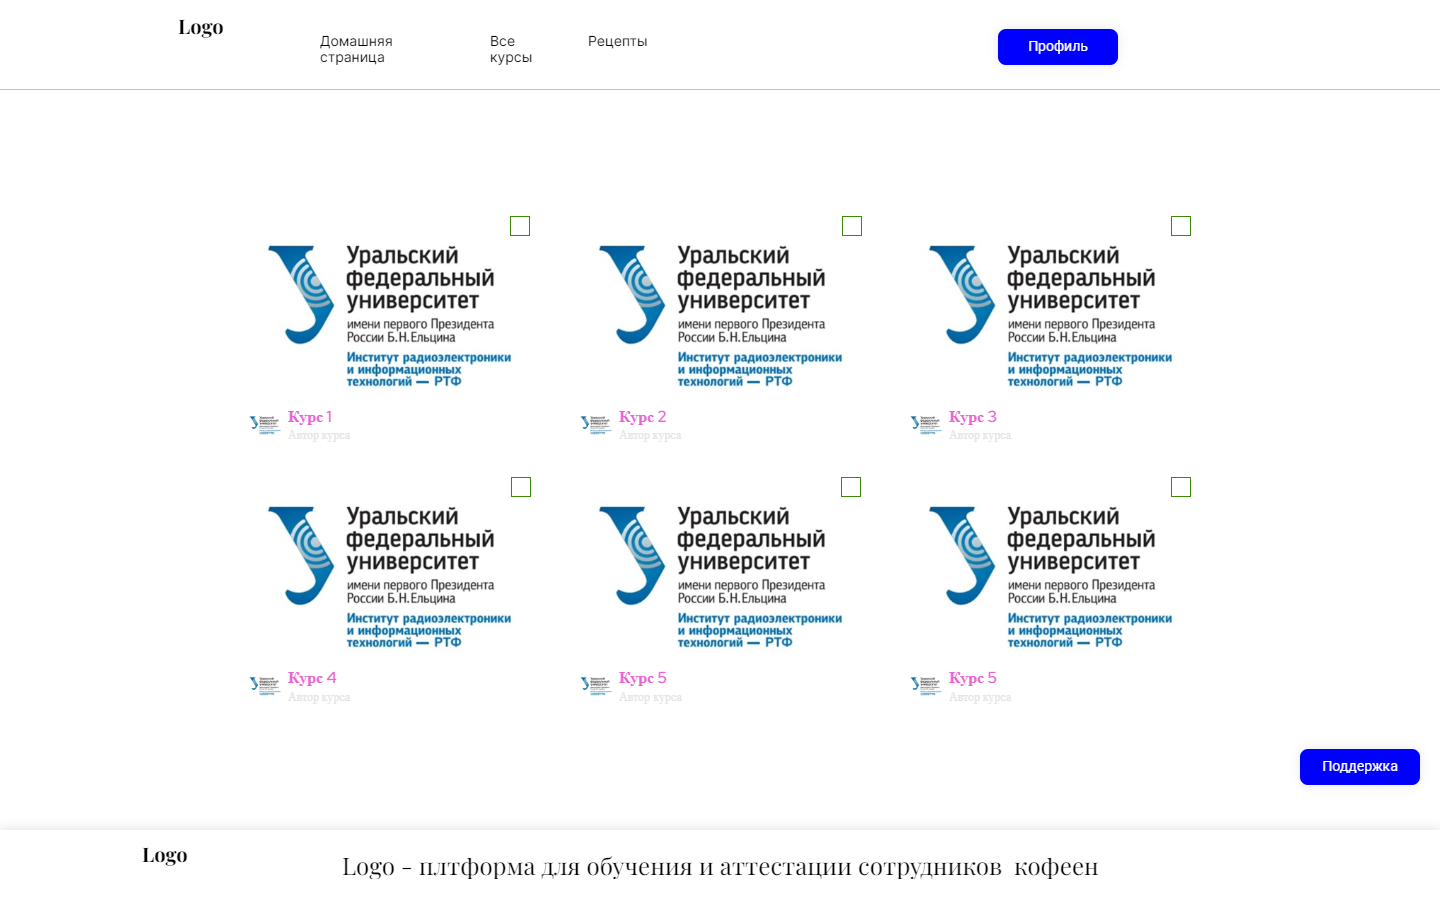 Logo
Домашняя
страница
Все
курсы
Рецепты
Профиль
Уральский
федеральный
университет
имени первого Президента
России Б.Н.Ельцина
Институт радиоэлектроники
и информационных
технологий — РТФ
Курс 1
Автор курса
Уральский
федеральный
университет
имени первого Президента
России Б.Н.Ельцина
Институт радиоэлектроники
и информационных
технологий — РТФ
Курс 2
Автор курса
Уральский
федеральный
университет
имени первого Президента
России Б.Н.Ельцина
Институт радиоэлектроники
и информационных
технологий — РТФ
Курс 3
Автор курса
Уральский
федеральный
университет
имени первого Президента
России Б.Н.Ельцина
Институт радиоэлектроники
и информационных
технологий — РТФ
Курс 4
Автор курса
Уральский
федеральный
университет
имени первого Президента
России Б.Н.Ельцина
Институт радиоэлектроники
и информационных
технологий — РТФ
Курс 5
Автор курса
Уральский
федеральный
университет
имени первого Президента
России Б.Н.Ельцина
Институт радиоэлектроники
и информационных
технологий — РТФ
Курс 5
Автор курса
Поддержка
Logo
Logo - плтформа для обучения и аттестации сотрудников кофеен